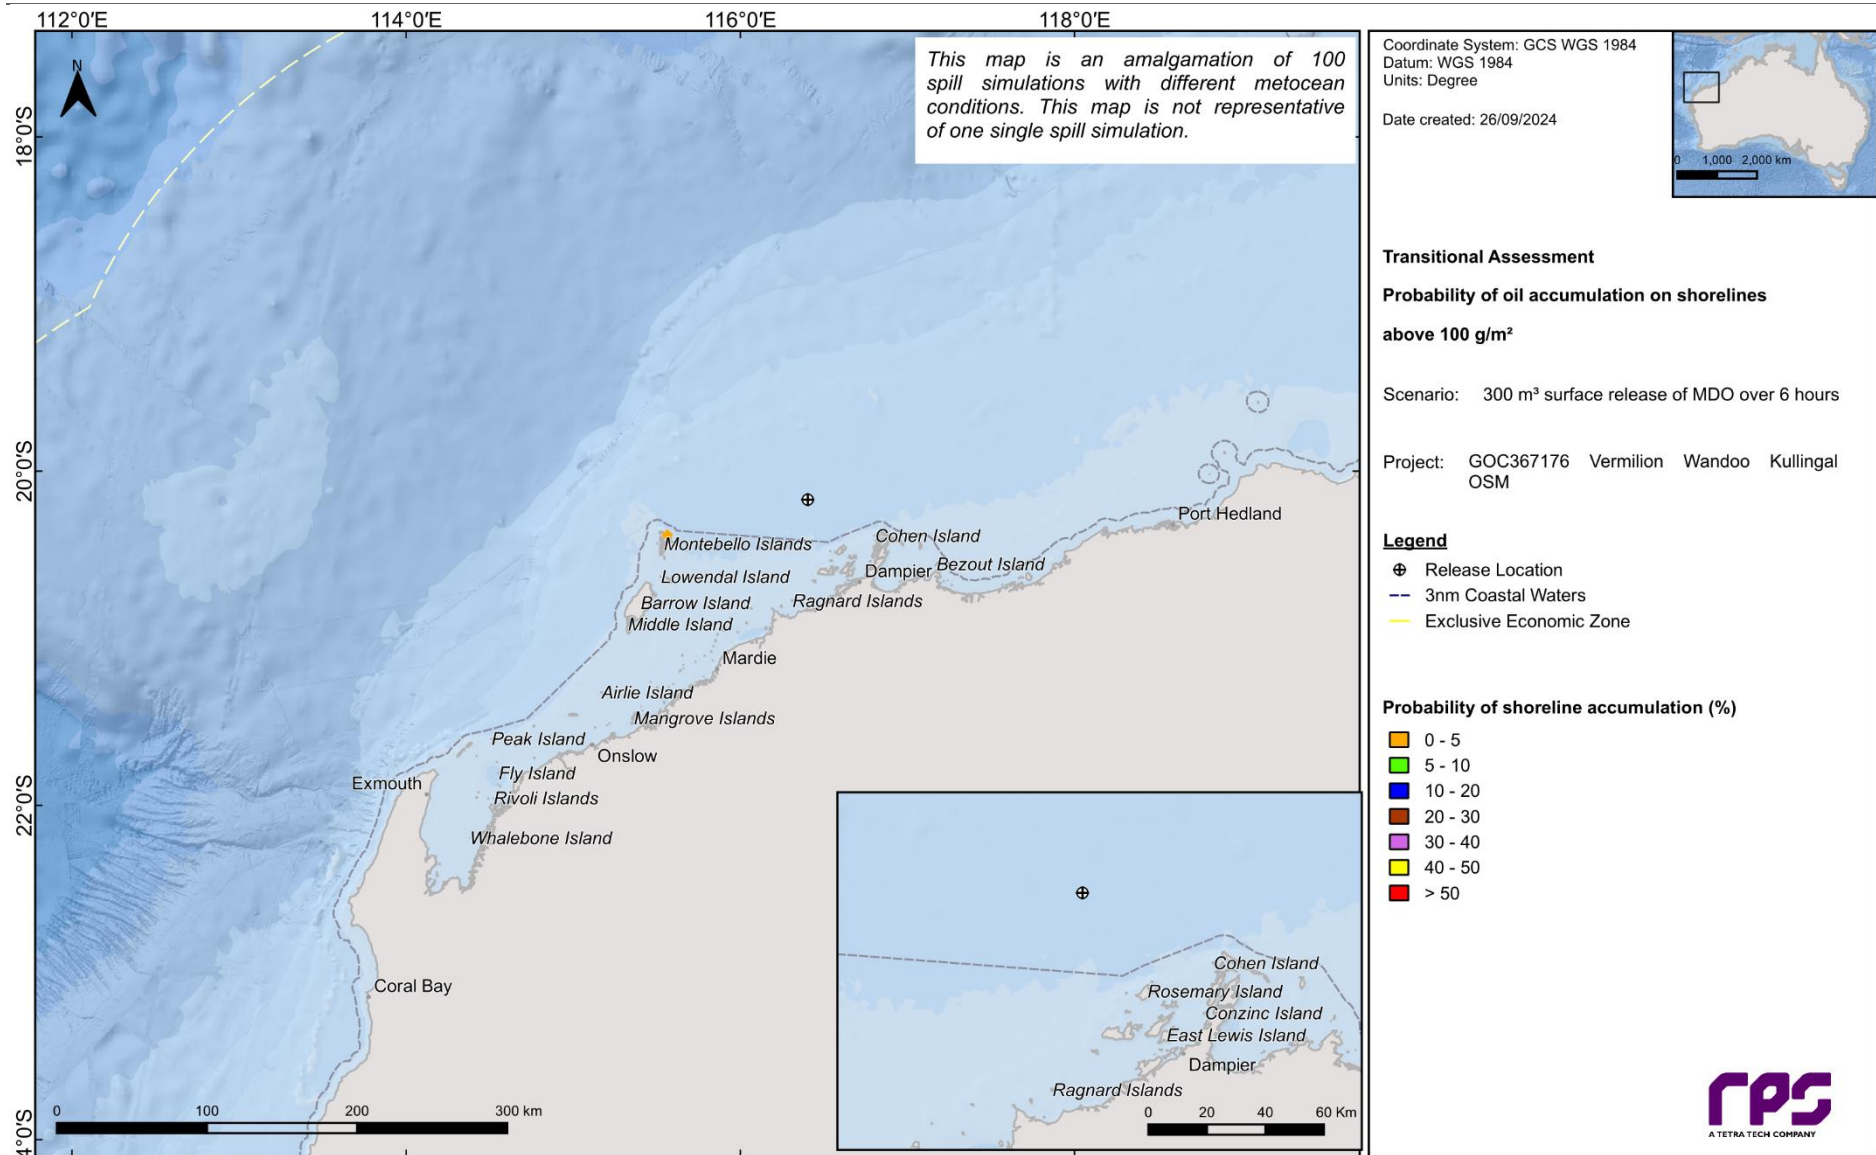 112°0'E
114°0'E
116°0'E
118°0'E
18°0'S
20°0'S
22°0'S
4°0'S
N
This map is an amalgamation of 100
spill simulations with different metocean
conditions. This map is not representative
of one single spill simulation.
Montebello Islands
Lowendal Island
Barrow Island
Middle Island
Cohen Island
Dampier
Bezout Island
Ragnard Islands
Port Hedland
Mardie
Airlie Island
Mangrove Islands
Peak Island
Onslow
Fly Island
Exmouth
Rivoli Islands
Whalebone Island
Coral Bay
0 100 200 300 km
Cohen Island
Rosemary Island
Conzinc Island
East Lewis Island
Dampier
Ragnard Islands
0 20 40 60 Km
Coordinate System: GCS WGS 1984
Datum: WGS 1984
Units: Degree
Date created: 26/09/2024
0 1,000 2,000 km
Transitional Assessment
Probability of oil accumulation on shorelines
above 100 g/m²
Scenario: 300 m³ surface release of MDO over 6 hours
Project: GOC367176 Vermilion Wandoo Kullingal
OSM
Legend
Release Location
3nm Coastal Waters
Exclusive Economic Zone
Probability of shoreline accumulation (%)
0 - 5
5 - 10
10 - 20
20 - 30
30 - 40
40 - 50
> 50
rps
A TETRA TECH COMPANY